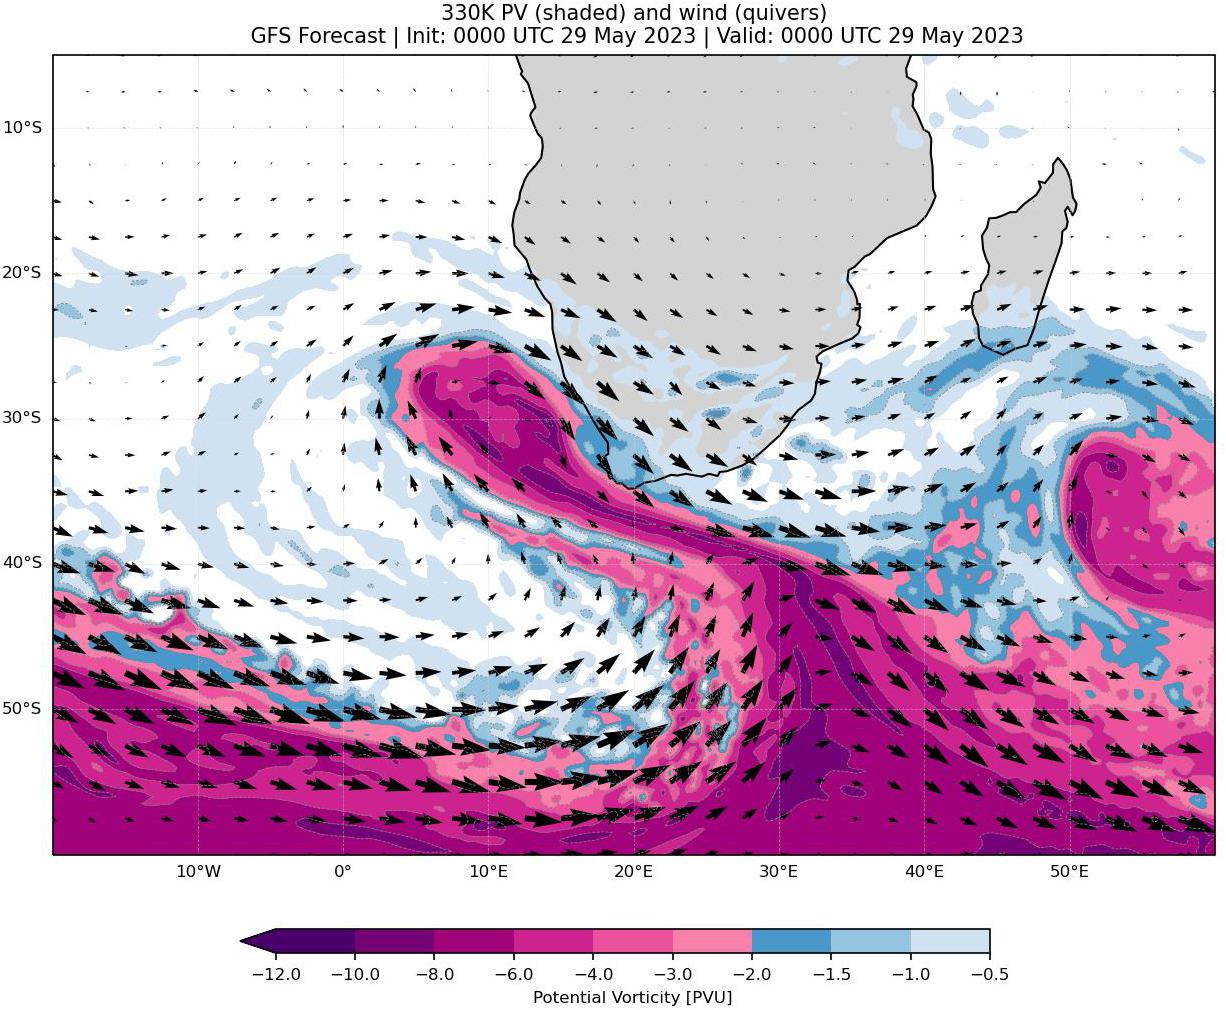 330K PV (shaded) and wind (quivers)
GFS Forecast | Init: 0000 UTC 29 May 2023 | Valid: 0000 UTC 29 May 2023
10°S
20°S
30°S
40°S
50°S
10°W 0° 10°E 20°E 30°E 40°E 50°E
−12.0 −10.0 −8.0 −6.0 −4.0 −3.0 −2.0 −1.5 −1.0 −0.5
Potential Vorticity [PVU]